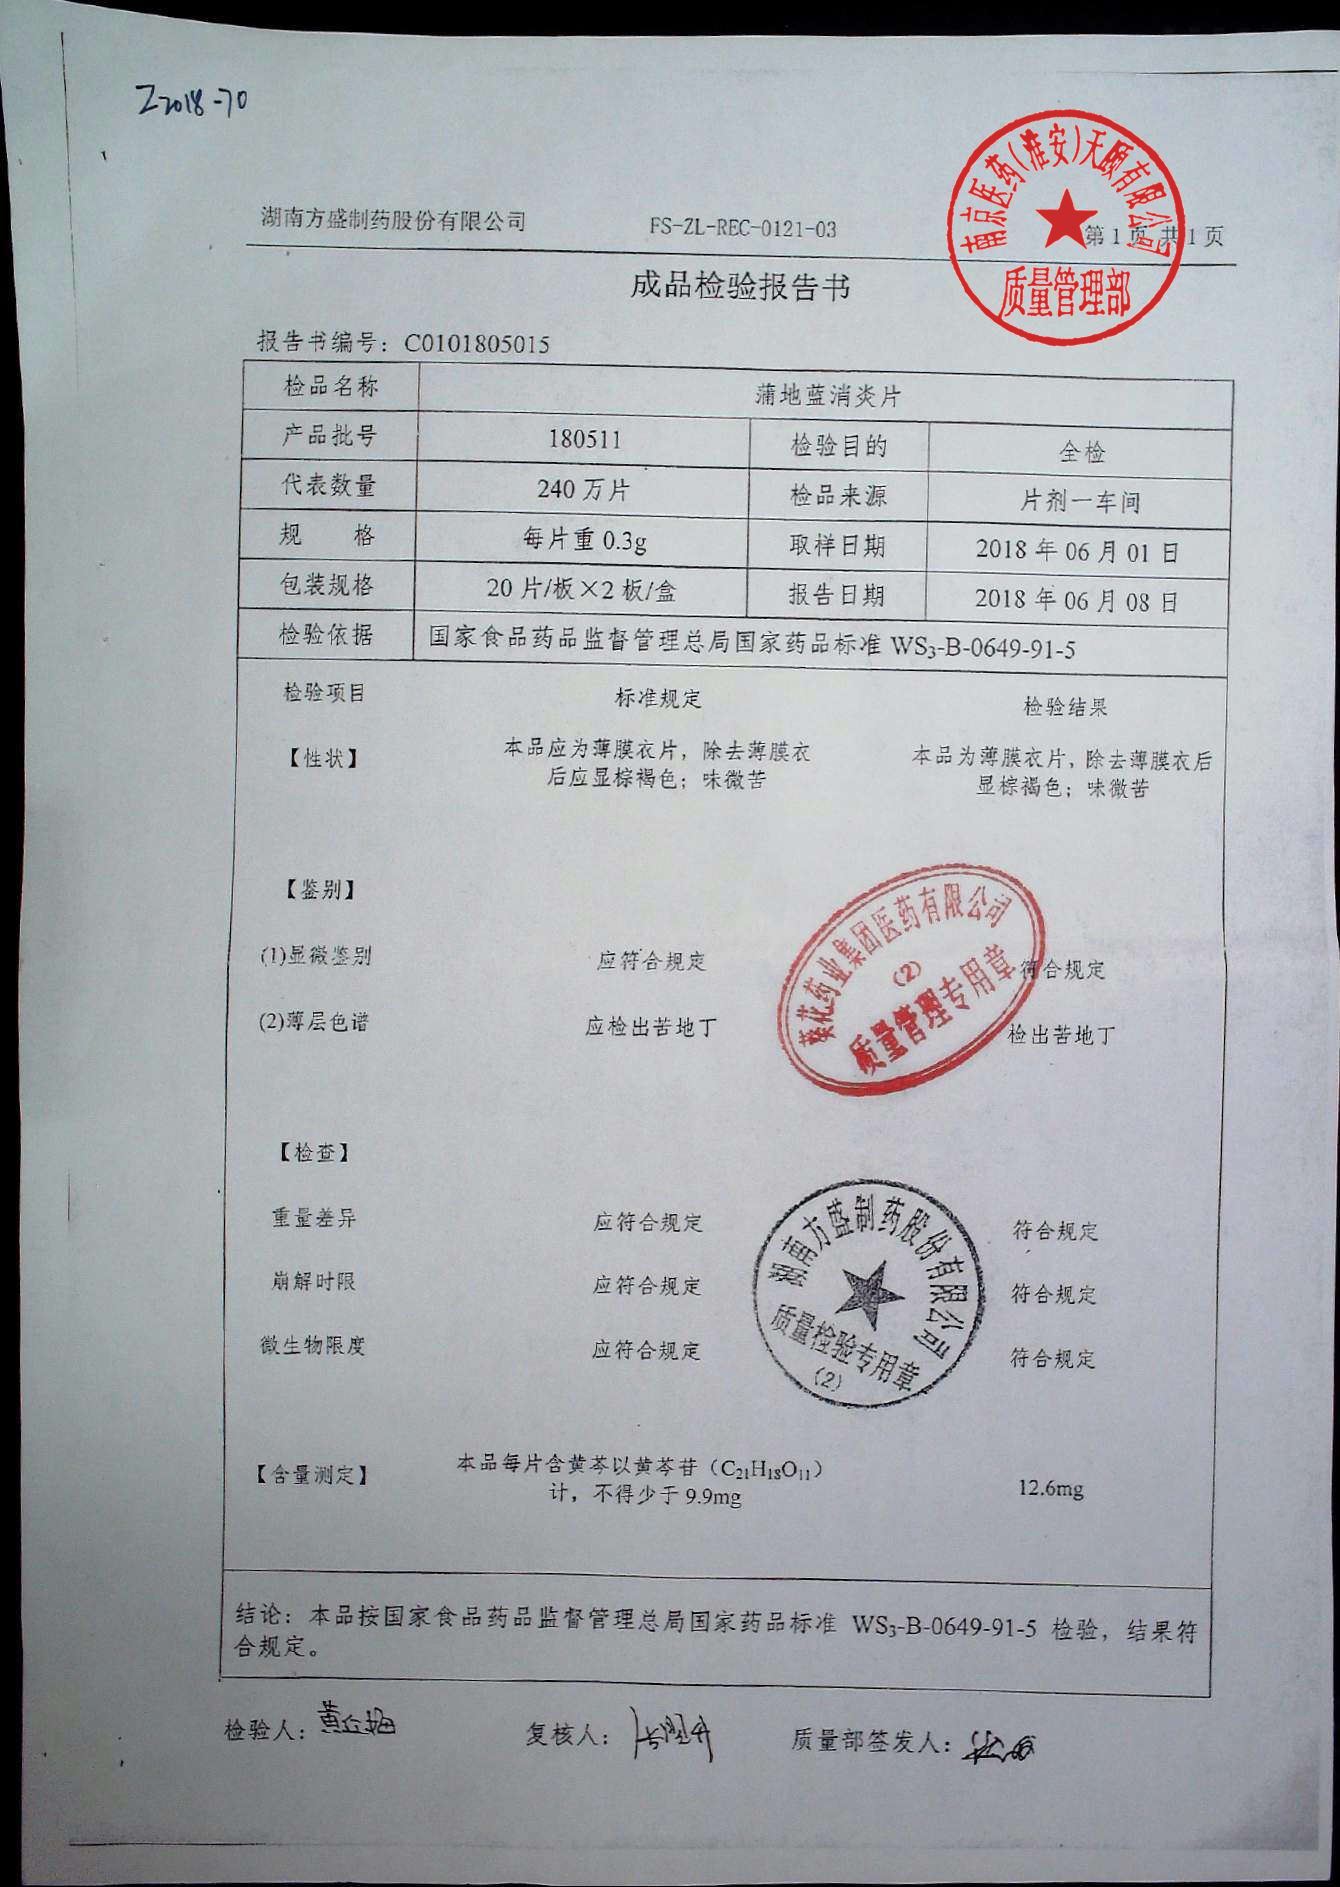 Z2018-70
湖南方盛制药股份有限公司 FS-ZL-REC-0121-03 第1页 共1页
南京医药(淮安)天颐有限公司
质量管理部
成品检验报告书
报告书编号：C0101805015
检品名称 蒲地蓝消炎片
产品批号 180511 检验目的 全检
代表数量 240万片 检品来源 片剂一车间
规 格 每片重0.3g 取样日期 2018年06月01日
包装规格 20片/板×2板/盒 报告日期 2018年06月08日
检验依据 国家食品药品监督管理总局国家药品标准WS3-B-0649-91-5
检验项目 标准规定 检验结果
【性状】 本品应为薄膜衣片，除去薄膜衣 本品为薄膜衣片，除去薄膜衣后
后应显棕褐色；味微苦 显棕褐色；味微苦
【鉴别】
葵花药业集团医药有限公司
(2)
质量管理专用章
(1)显微鉴别 应符合规定 符合规定
(2)薄层色谱 应检出苦地丁 检出苦地丁
【检查】
重量差异 应符合规定 符合规定
崩解时限 应符合规定 符合规定
微生物限度 应符合规定 符合规定
湖南方盛制药股份有限公司
质量检验专用章
(2)
【含量测定】 本品每片含黄芩以黄芩苷（C21H18O11） 12.6mg
计，不得少于9.9mg
结论：本品按国家食品药品监督管理总局国家药品标准 WS3-B-0649-91-5 检验，结果符
合规定。
检验人： 复核人： 质量部签发人：